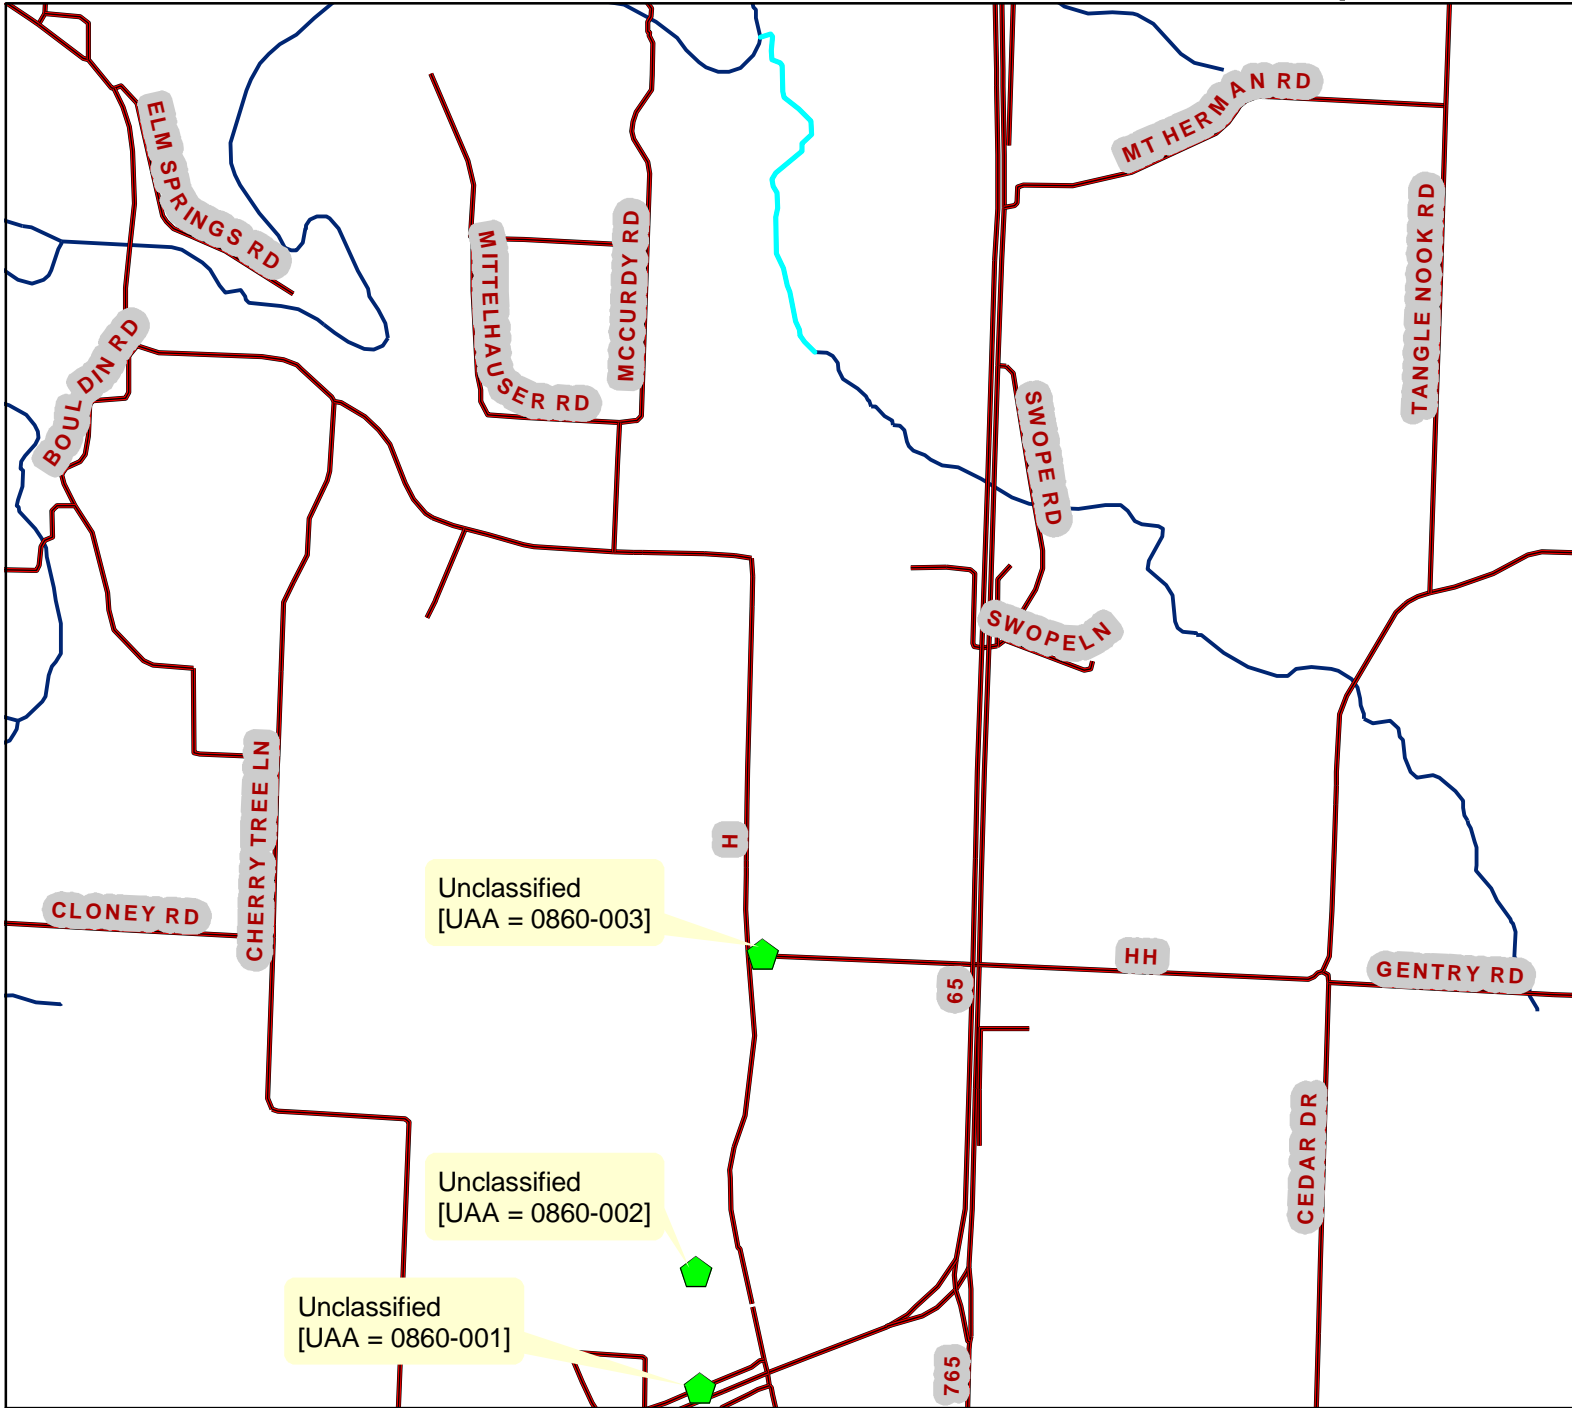 ELM SPRINGS RD
MT HERMAN RD
MITTELHAUSER RD
MCCURDY RD
TANGLE NOOK RD
BOULDIN RD
SWOPE RD
SWOPE LN
CHERRY TREE LN
H
Unclassified
[UAA = 0860-003]
CLONEY RD
HH
GENTRY RD
65
CEDAR DR
Unclassified
[UAA = 0860-002]
Unclassified
[UAA = 0860-001]
765